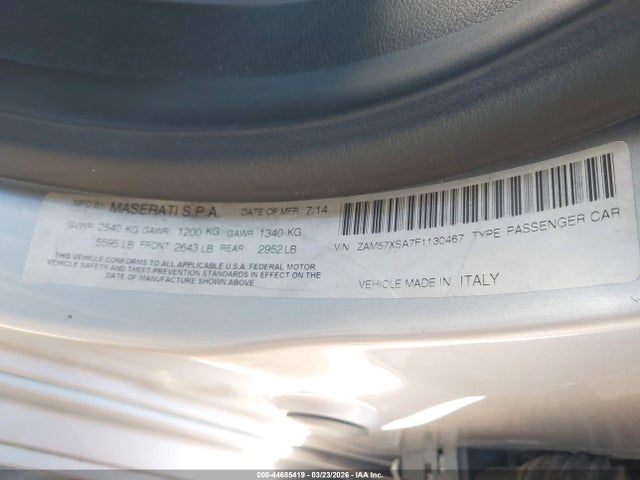 MFD BY MASERATI S.P.A. DATE OF MFR 7/14
GVWR 2540 KG GAWR 1200 KG GAWR 1340 KG
5595 LB FRONT 2643 LB REAR 2952 LB
THIS VEHICLE CONFORMS TO ALL APPLICABLE U.S.A. FEDERAL MOTOR
VEHICLE SAFETY AND THEFT PREVENTION STANDARDS IN EFFECT ON THE
DATE OF MANUFACTURE SHOWN ABOVE
VIN ZAM57XSA7F1130467 TYPE PASSENGER CAR
VEHICLE MADE IN ITALY
000-44685419 | 03/23/2026 - IAA Inc.